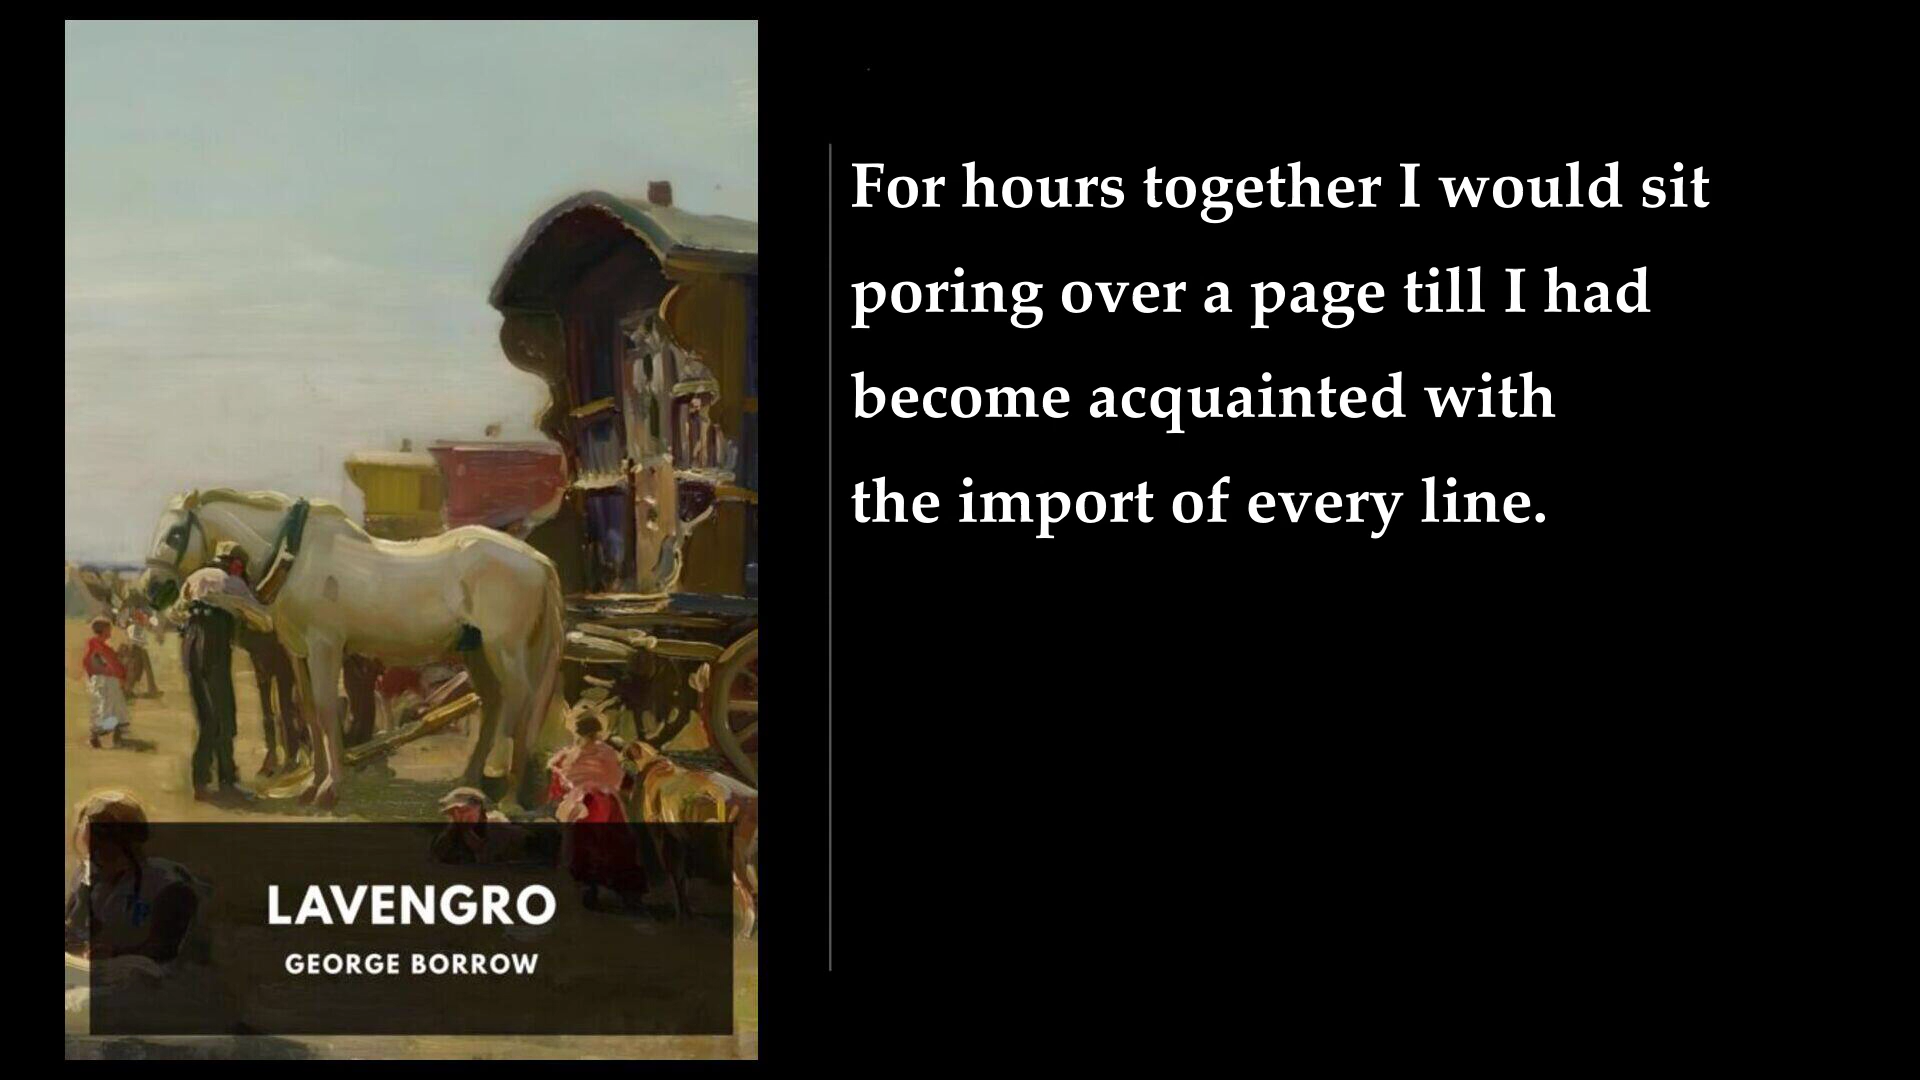 For hours together I would sit
poring over a page till I had
become acquainted with
the import of every line.
LAVENGRO
GEORGE BORROW